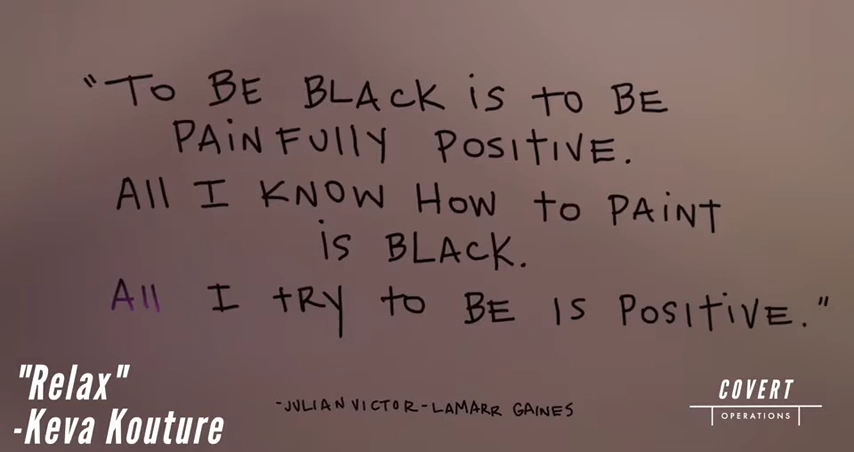 "To BE BLACK is to BE
PAiNFUllY POSITIVE.
All I KNOW HOW to PAiNT
is BLACK.
All I tRY to BE IS POSitiVE."
-JULIAN VICTOR-LAMARR GAINES
"Relax"
-Keva Kouture
COVERT
OPERATIONS